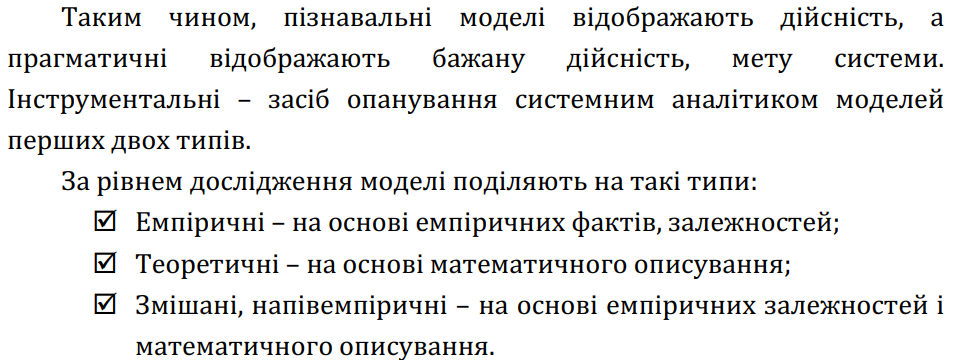 Таким чином, пізнавальні моделі відображають дійсність, а
прагматичні відображають бажану дійсність, мету системи.
Інструментальні – засіб опанування системним аналітиком моделей
перших двох типів.
За рівнем дослідження моделі поділяють на такі типи:
☑ Емпіричні – на основі емпіричних фактів, залежностей;
☑ Теоретичні – на основі математичного описування;
☑ Змішані, напівемпіричні – на основі емпіричних залежностей і
математичного описування.